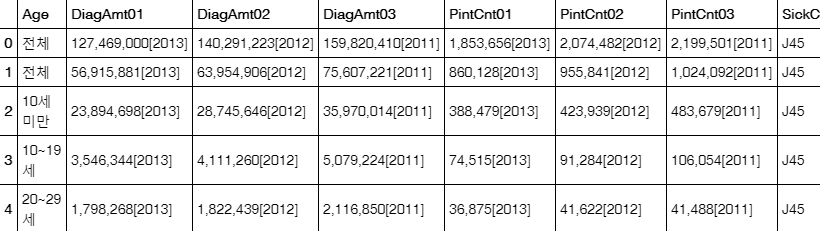 Age DiagAmt01 DiagAmt02 DiagAmt03 PintCnt01 PintCnt02 PintCnt03 SickC
0 전체 127,469,000[2013] 140,291,223[2012] 159,820,410[2011] 1,853,656[2013] 2,074,482[2012] 2,199,501[2011] J45
1 전체 56,915,881[2013] 63,954,906[2012] 75,607,221[2011] 860,128[2013] 955,841[2012] 1,024,092[2011] J45
2 10세 미만 23,894,698[2013] 28,745,646[2012] 35,970,014[2011] 388,479[2013] 423,939[2012] 483,679[2011] J45
3 10~19세 3,546,344[2013] 4,111,260[2012] 5,079,224[2011] 74,515[2013] 91,284[2012] 106,054[2011] J45
4 20~29세 1,798,268[2013] 1,822,439[2012] 2,116,850[2011] 36,875[2013] 41,622[2012] 41,488[2011] J45